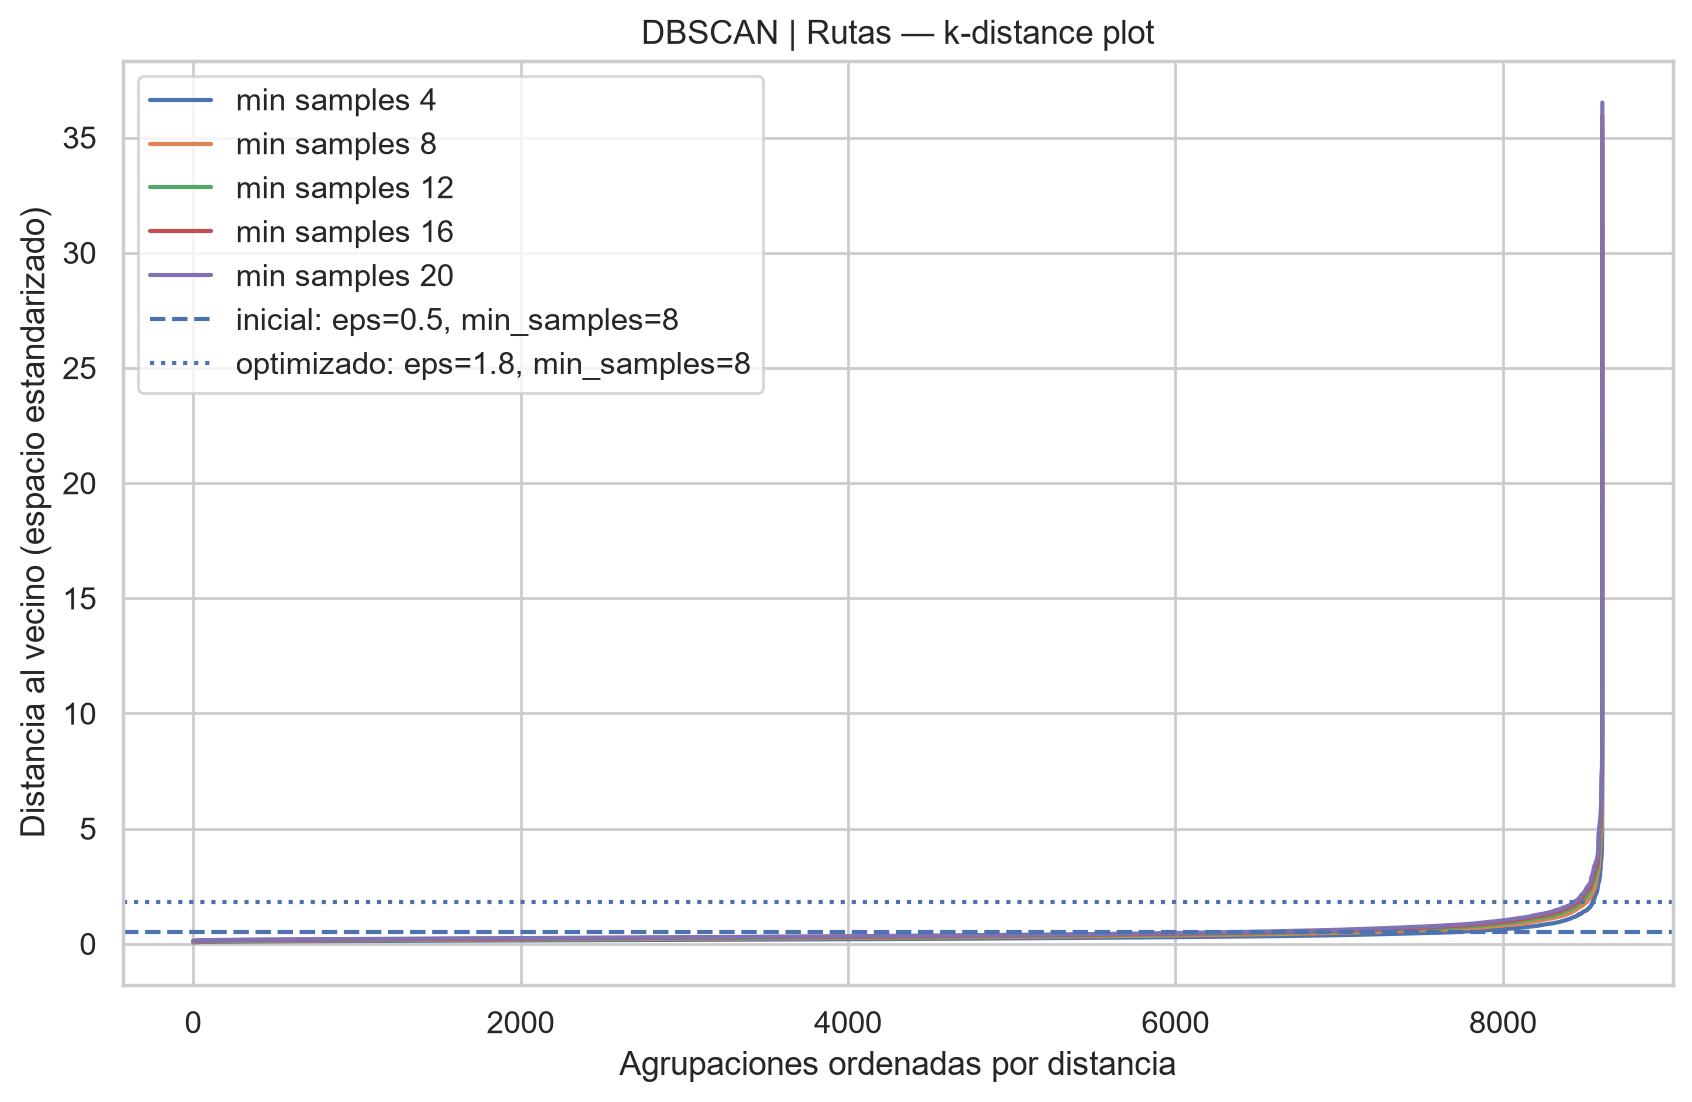 DBSCAN | Rutas — k-distance plot
min samples 4
min samples 8
min samples 12
min samples 16
min samples 20
inicial: eps=0.5, min_samples=8
optimizado: eps=1.8, min_samples=8
Distancia al vecino (espacio estandarizado)
35
30
25
20
15
10
5
0
0 2000 4000 6000 8000
Agrupaciones ordenadas por distancia